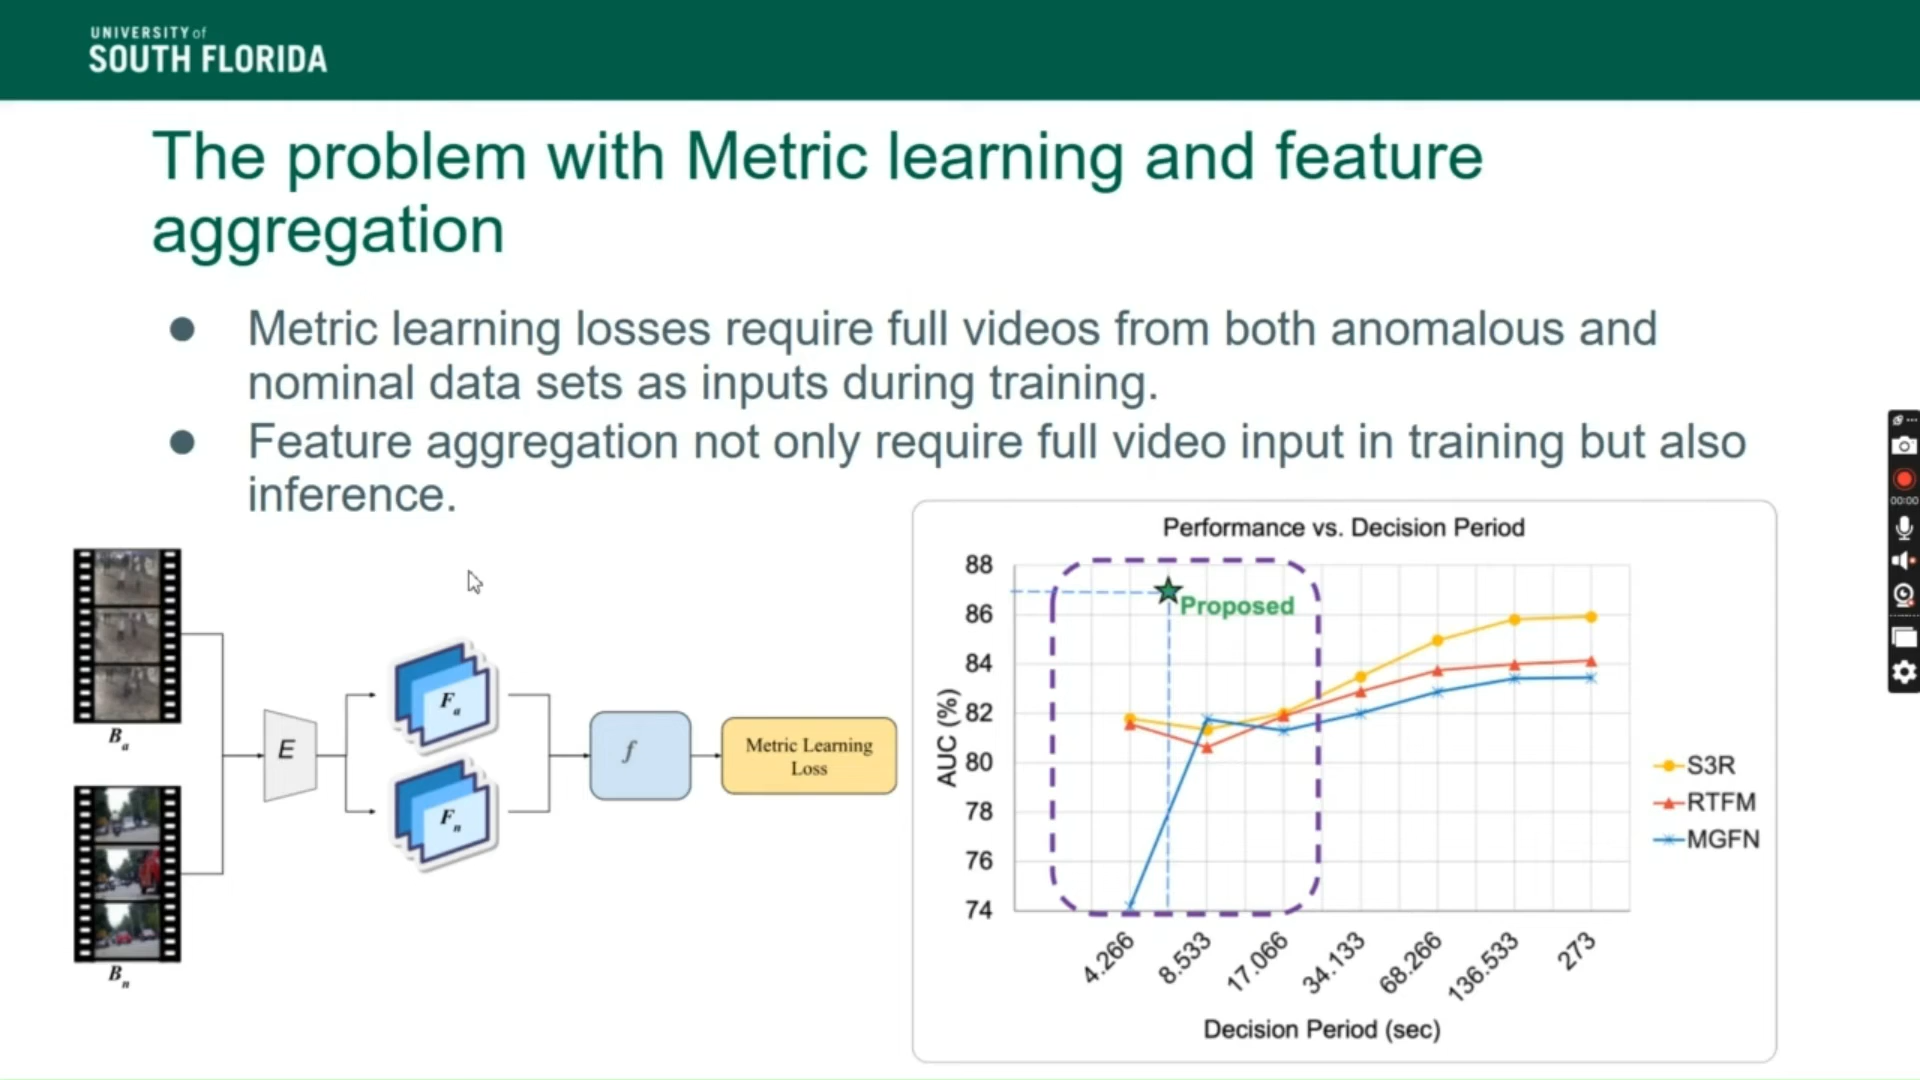 UNIVERSITY of
SOUTH FLORIDA
The problem with Metric learning and feature
aggregation
● Metric learning losses require full videos from both anomalous and
nominal data sets as inputs during training.
● Feature aggregation not only require full video input in training but also
inference.
Ba
Bn
E
Fa
Fn
f
Metric Learning
Loss
Performance vs. Decision Period
88
86
84
82
80
78
76
74
AUC (%)
Proposed
4.266
8.533
17.066
34.133
68.266
136.533
273
Decision Period (sec)
S3R
RTFM
MGFN
00:00